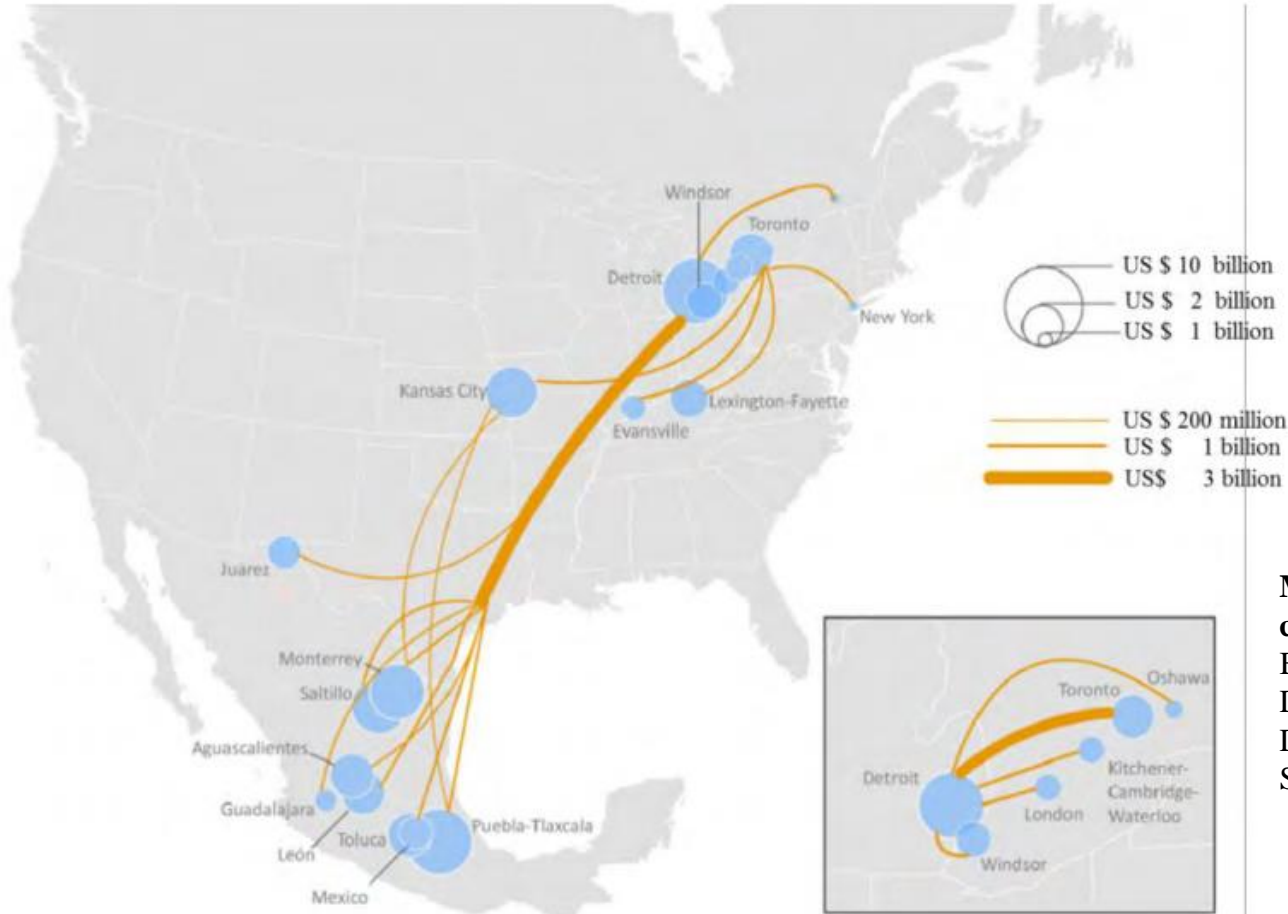 Windsor
Toronto
Detroit
New York
Kansas City
Lexington-Fayette
Evansville
Juárez
Monterrey
Saltillo
Aguascalientes
Guadalajara
León
Toluca
Mexico
Puebla-Tlaxcala
US $ 10 billion
US $ 2 billion
US $ 1 billion
US $ 200 million
US $ 1 billion
US$ 3 billion
Oshawa
Toronto
Detroit
Kitchener-
Cambridge-
Waterloo
London
Windsor